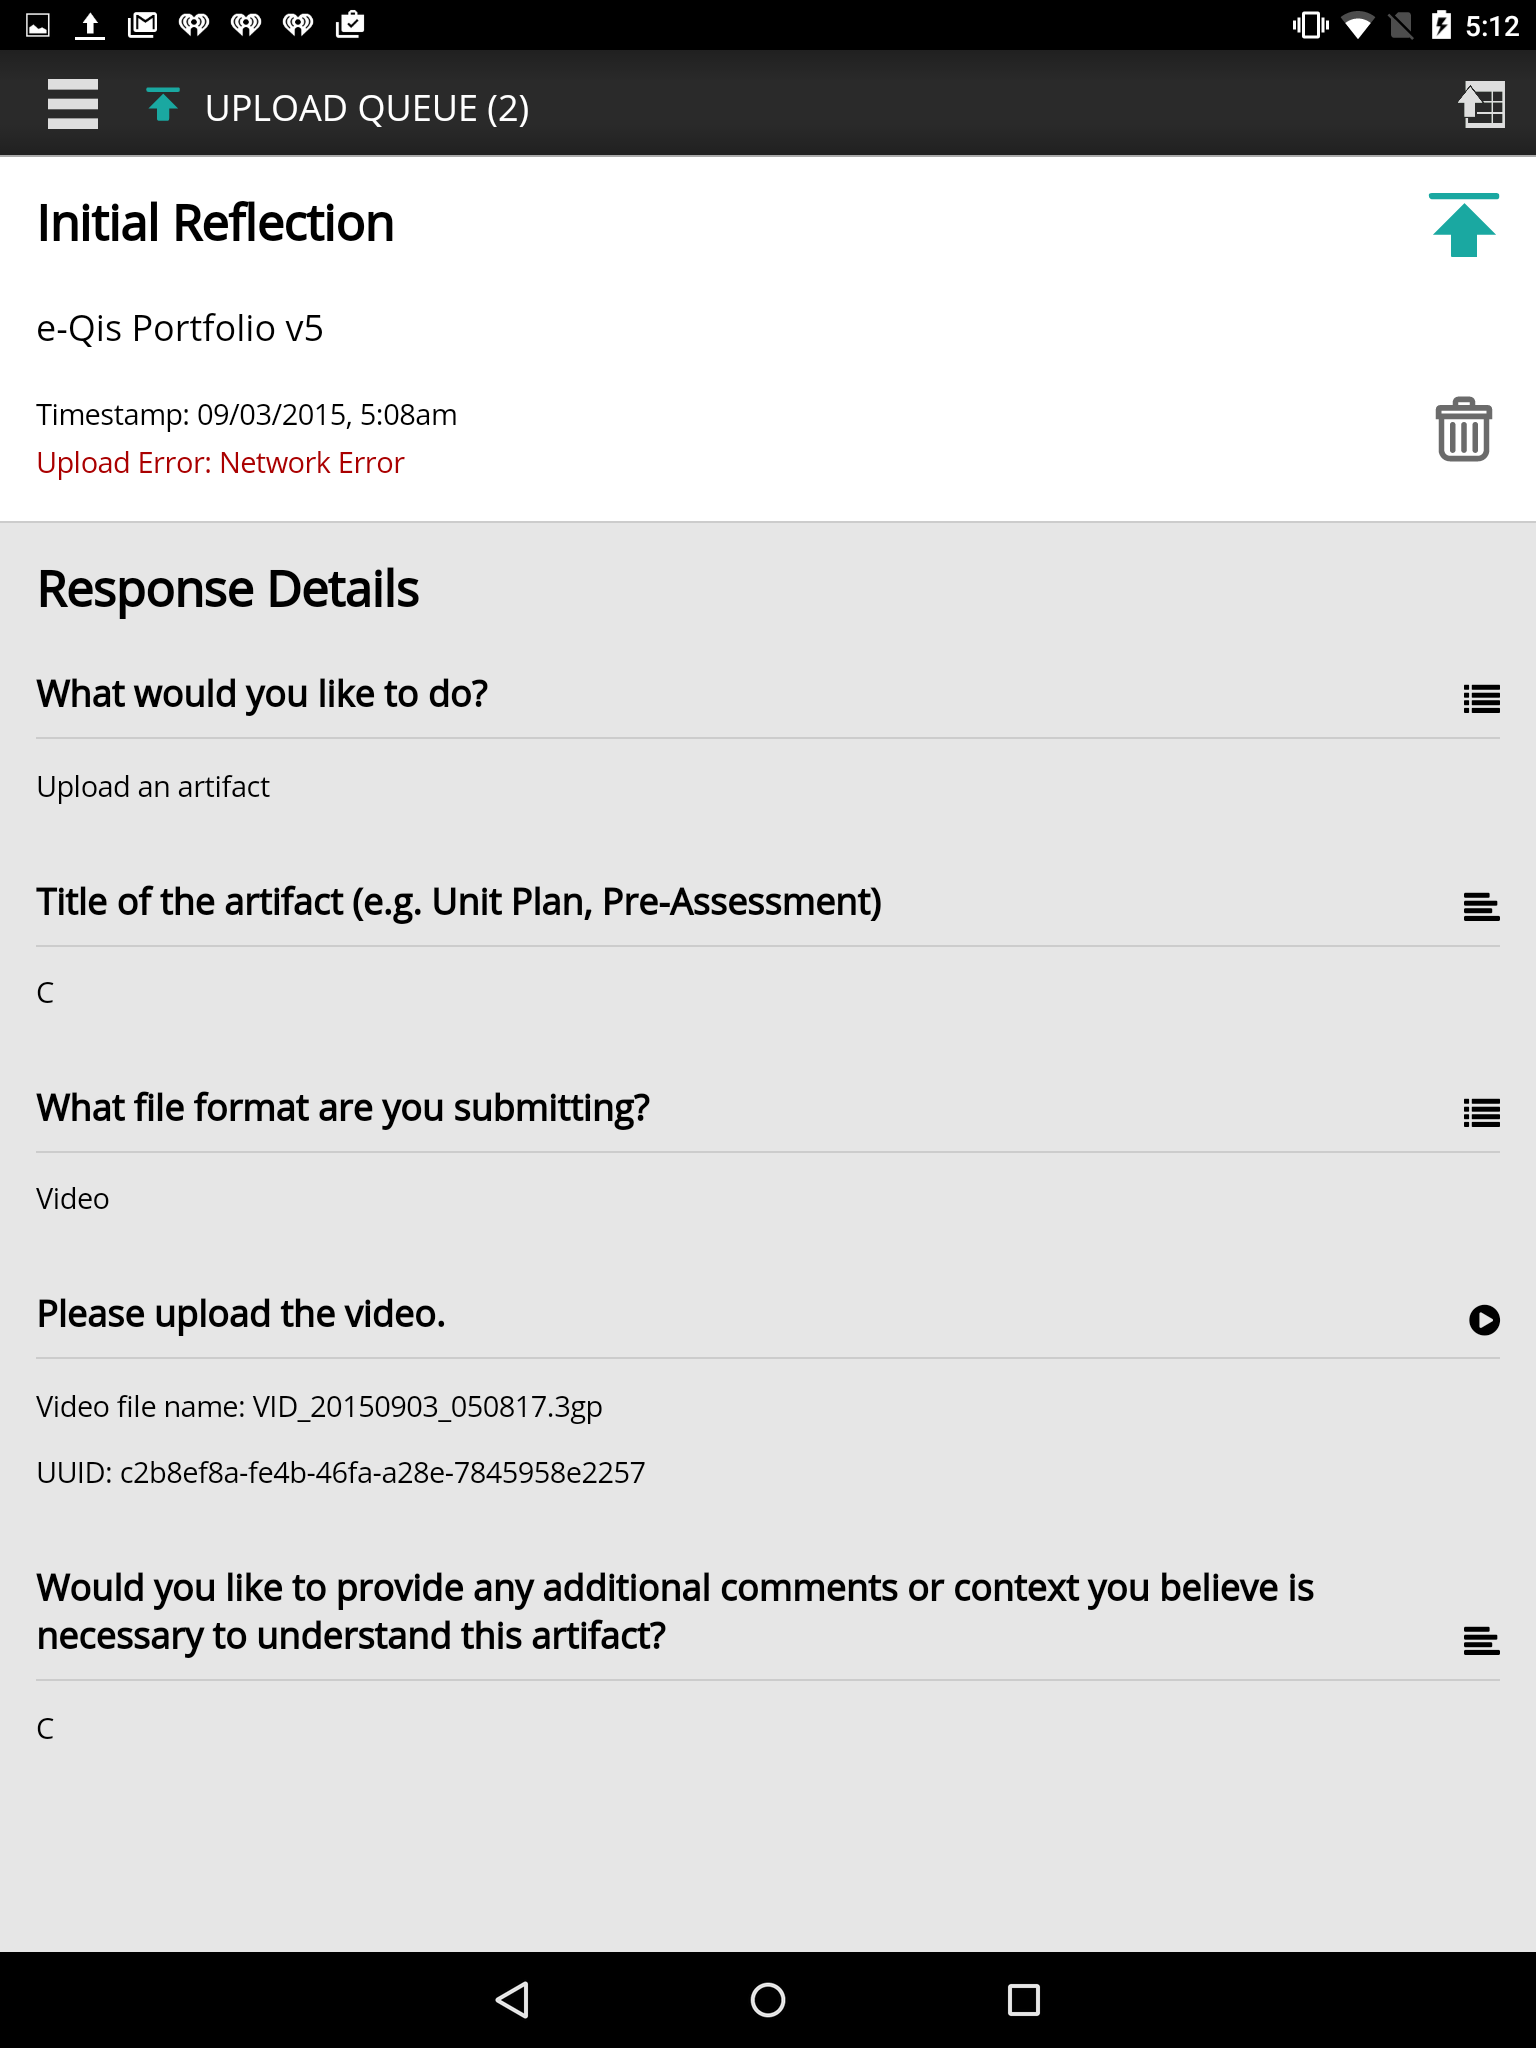 5:12
UPLOAD QUEUE (2)
Initial Reflection
e-Qis Portfolio v5
Timestamp: 09/03/2015, 5:08am
Upload Error: Network Error
Response Details
What would you like to do?
Upload an artifact
Title of the artifact (e.g. Unit Plan, Pre-Assessment)
C
What file format are you submitting?
Video
Please upload the video.
Video file name: VID_20150903_050817.3gp
UUID: c2b8ef8a-fe4b-46fa-a28e-7845958e2257
Would you like to provide any additional comments or context you believe is
necessary to understand this artifact?
C